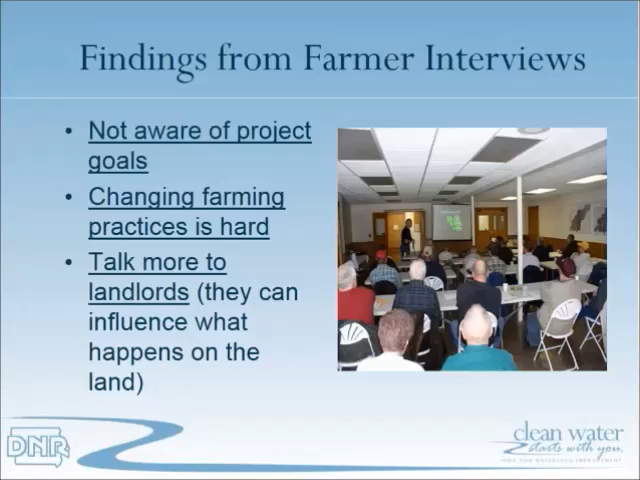 Findings from Farmer Interviews
• Not aware of project
goals
• Changing farming
practices is hard
• Talk more to
landlords (they can
influence what
happens on the
land)
DNR
clean water
starts with you.